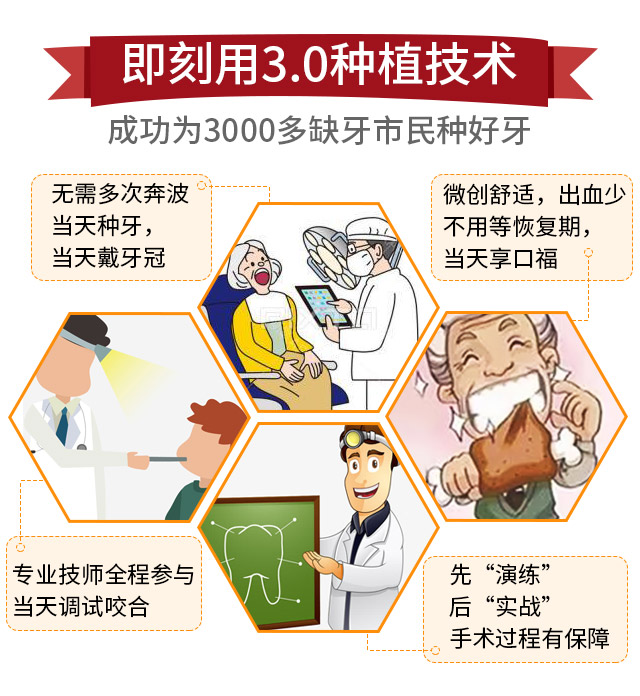 即刻用3.0种植技术
成功为3000多缺牙市民种好牙
无需多次奔波
当天种牙，
当天戴牙冠
微创舒适，出血少
不用等恢复期，
当天享口福
专业技师全程参与
当天调试咬合
先“演练”
后“实战”
手术过程有保障